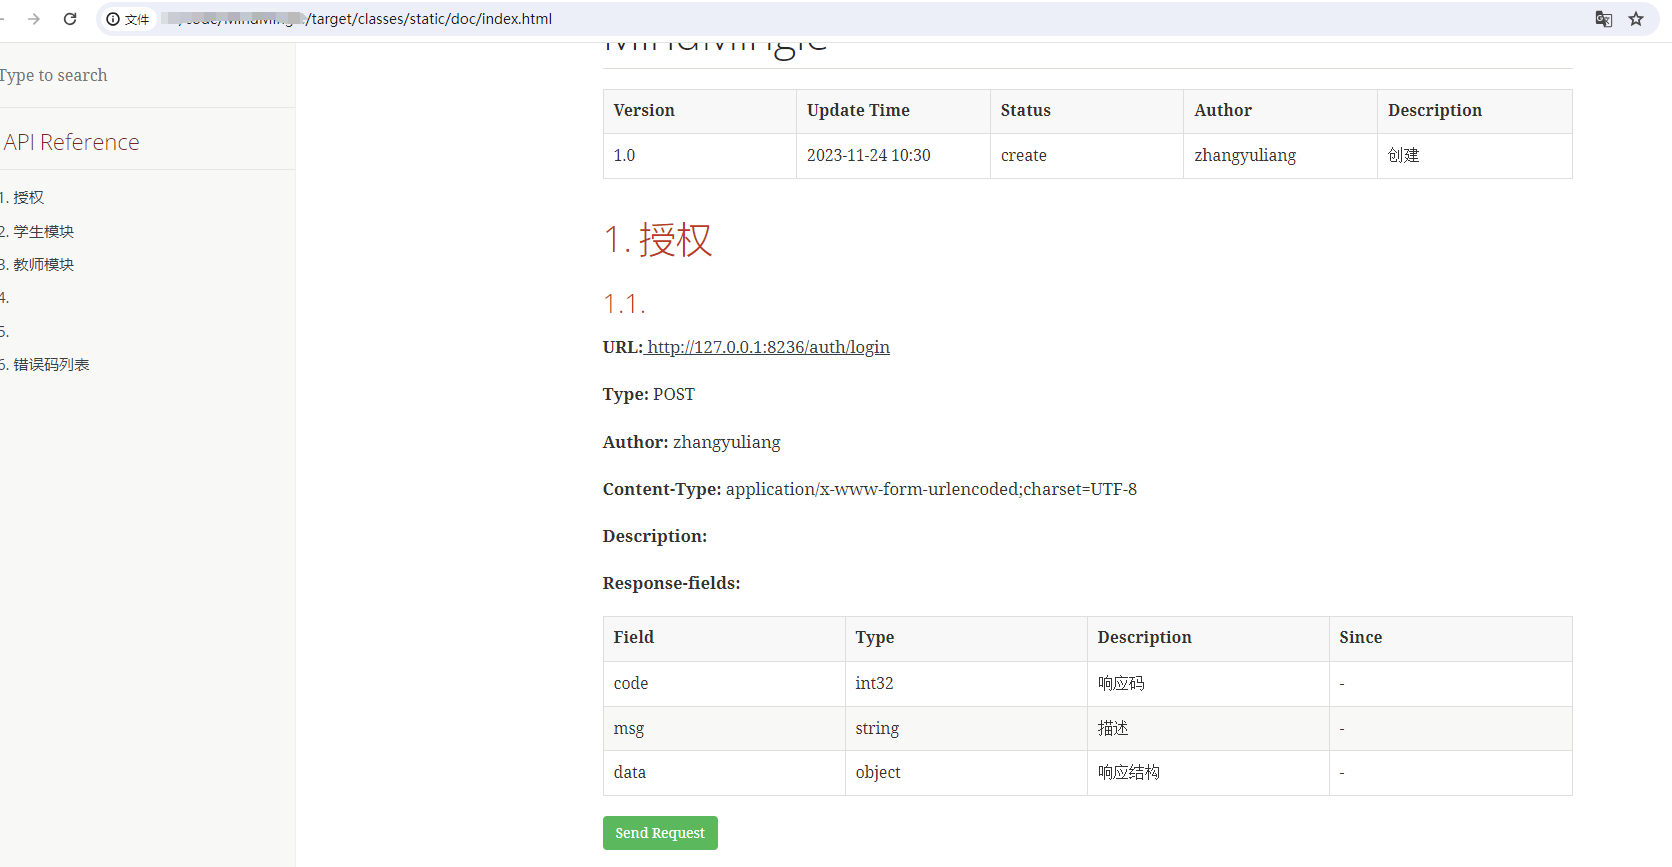 文件 /target/classes/static/doc/index.html
Type to search
API Reference
1. 授权
2. 学生模块
3. 教师模块
4.
5.
6. 错误码列表
MindMingle
Version Update Time Status Author Description
1.0 2023-11-24 10:30 create zhangyuliang 创建
1. 授权
1.1.
URL: http://127.0.0.1:8236/auth/login
Type: POST
Author: zhangyuliang
Content-Type: application/x-www-form-urlencoded;charset=UTF-8
Description:
Response-fields:
Field Type Description Since
code int32 响应码 -
msg string 描述 -
data object 响应结构 -
Send Request